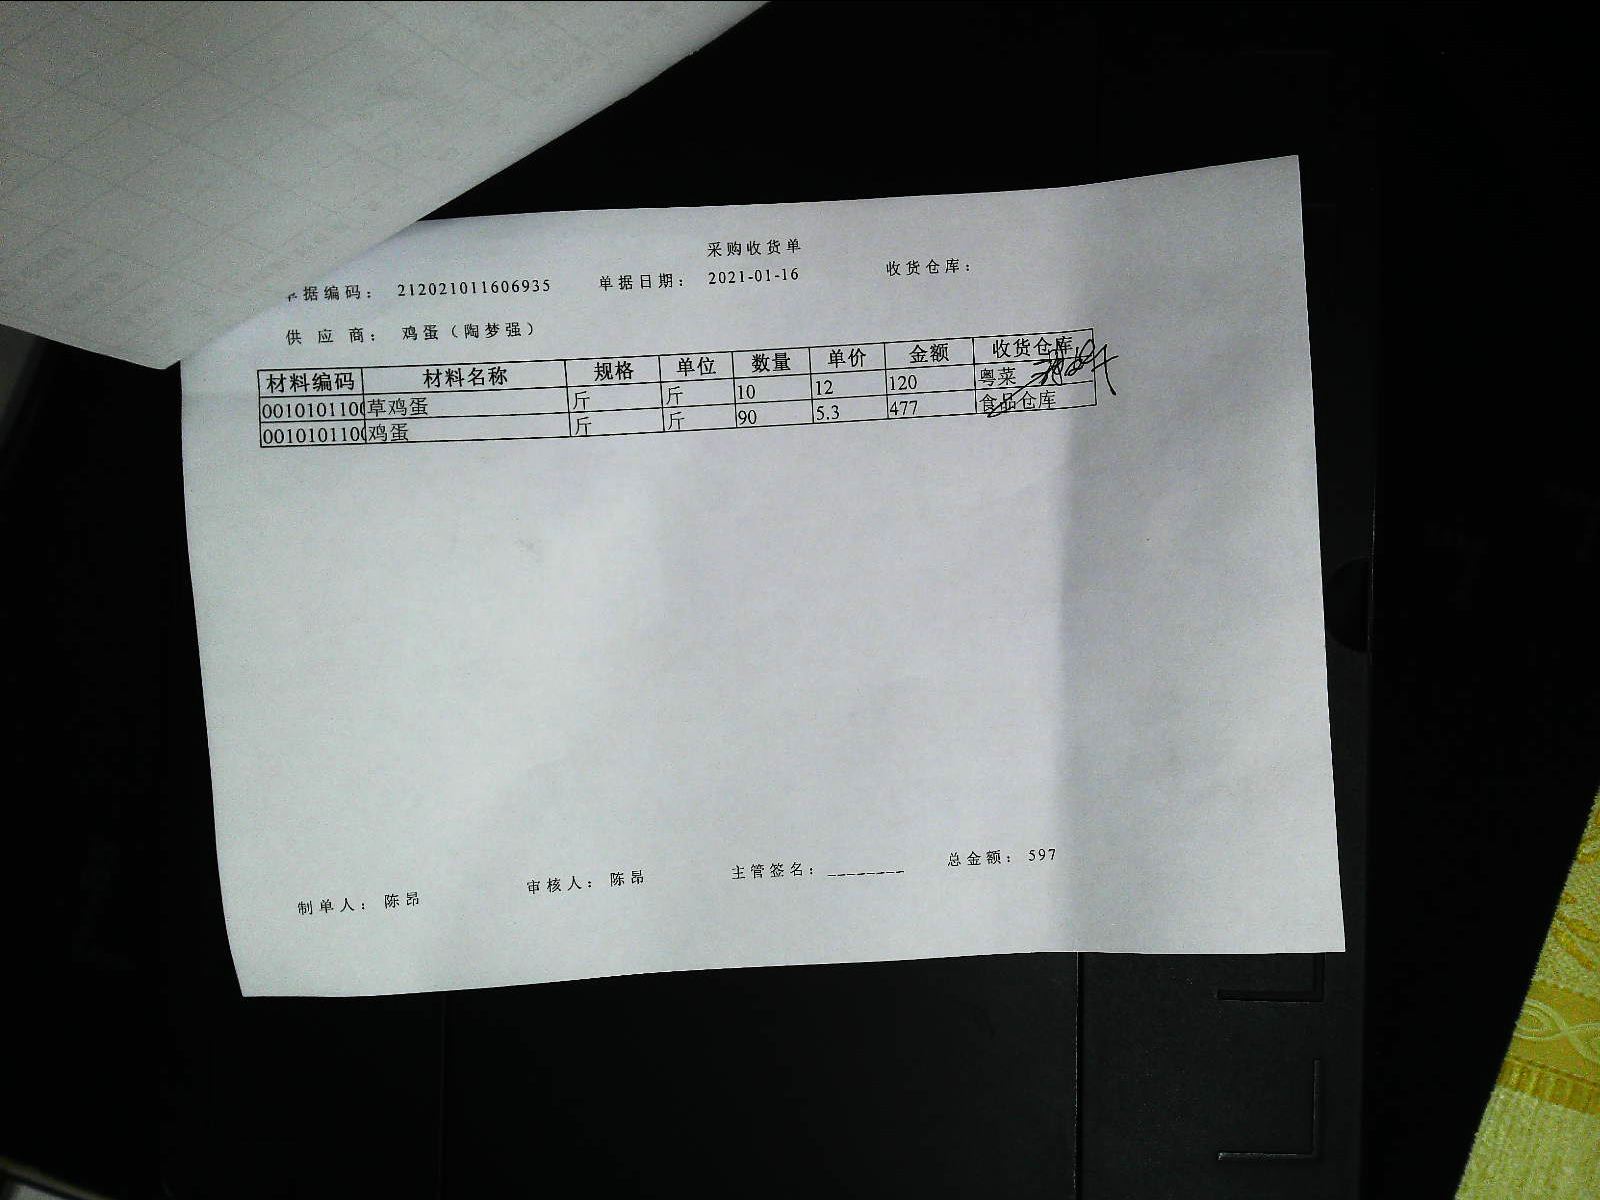 采购收货单
单据编码： 212021011606935 单据日期： 2021-01-16 收货仓库：
供 应 商： 鸡蛋（陶梦强）
材料编码 材料名称 规格 单位 数量 单价 金额 收货仓库
0010101100 草鸡蛋 斤 斤 10 12 120 粤菜
0010101100 鸡蛋 斤 斤 90 5.3 477 食品仓库
制单人： 陈昂 审核人： 陈昂 主管签名： ________ 总金额： 597